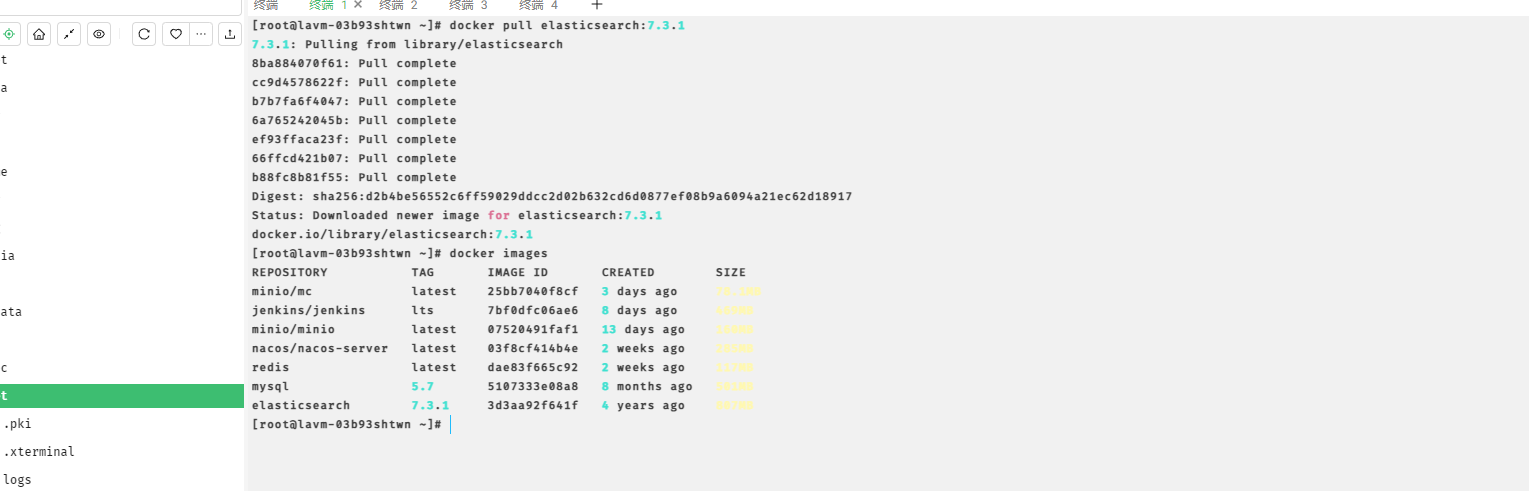 终端 终端 1 ✕ 终端 2 终端 3 终端 4 +
[root@lavm-03b93shtwn ~]# docker pull elasticsearch:7.3.1
7.3.1: Pulling from library/elasticsearch
8ba884070f61: Pull complete
cc9d4578622f: Pull complete
b7b7fa6f4047: Pull complete
6a765242045b: Pull complete
ef93ffaca23f: Pull complete
66ffcd421b07: Pull complete
b88fc8b81f55: Pull complete
Digest: sha256:d2b4be56552c6ff59029ddcc2d02b632cd6d0877ef08b9a6094a21ec62d18917
Status: Downloaded newer image for elasticsearch:7.3.1
docker.io/library/elasticsearch:7.3.1
[root@lavm-03b93shtwn ~]# docker images
REPOSITORY TAG IMAGE ID CREATED SIZE
minio/mc latest 25bb7040f8cf 3 days ago
jenkins/jenkins lts 7bf0dfc06ae6 8 days ago
minio/minio latest 07520491faf1 13 days ago
nacos/nacos-server latest 03f8cf414b4e 2 weeks ago
redis latest dae83f665c92 2 weeks ago
mysql 5.7 5107333e08a8 8 months ago
elasticsearch 7.3.1 3d3aa92f641f 4 years ago
[root@lavm-03b93shtwn ~]#
t
a
e
ia
ata
c
t
.pki
.xterminal
logs